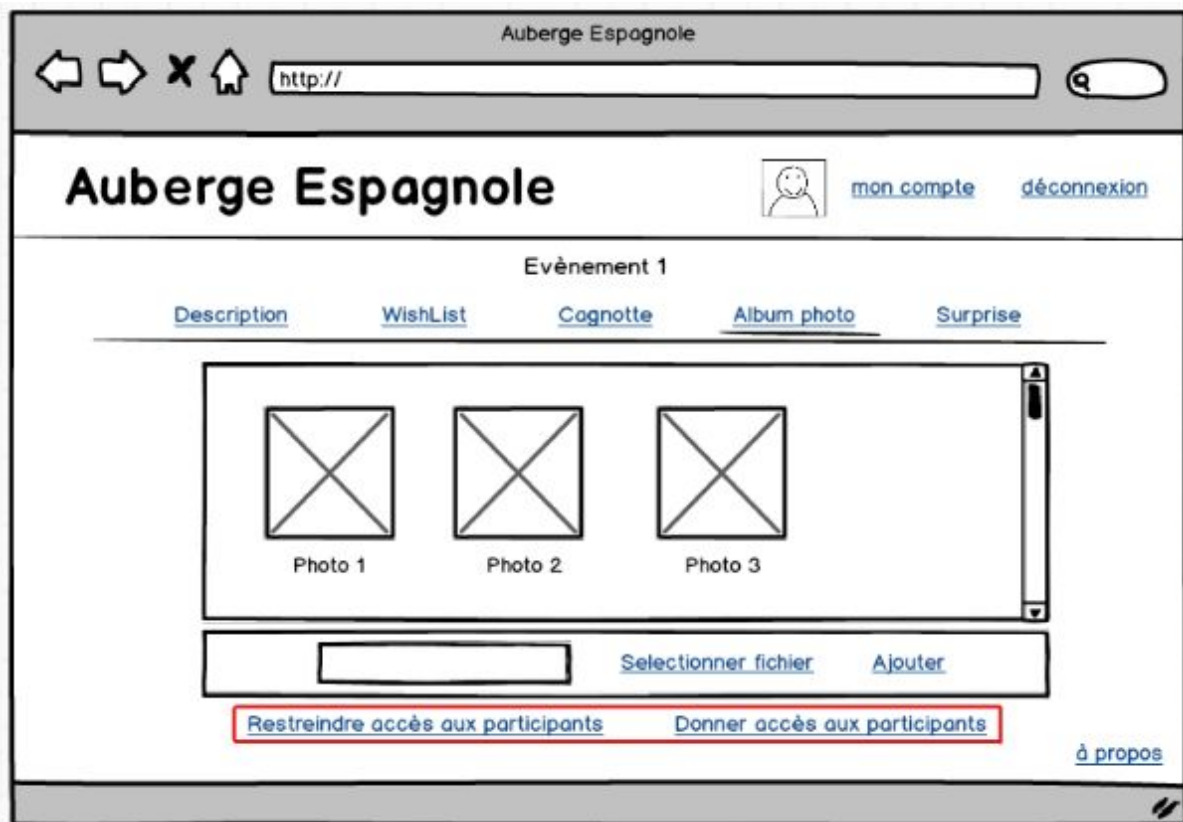 Auberge Espagnole
http://
Auberge Espagnole mon compte déconnexion
Evènement 1
Description WishList Cagnotte Album photo Surprise
Photo 1 Photo 2 Photo 3
Selectionner fichier Ajouter
Restreindre accès aux participants Donner accès aux participants
à propos